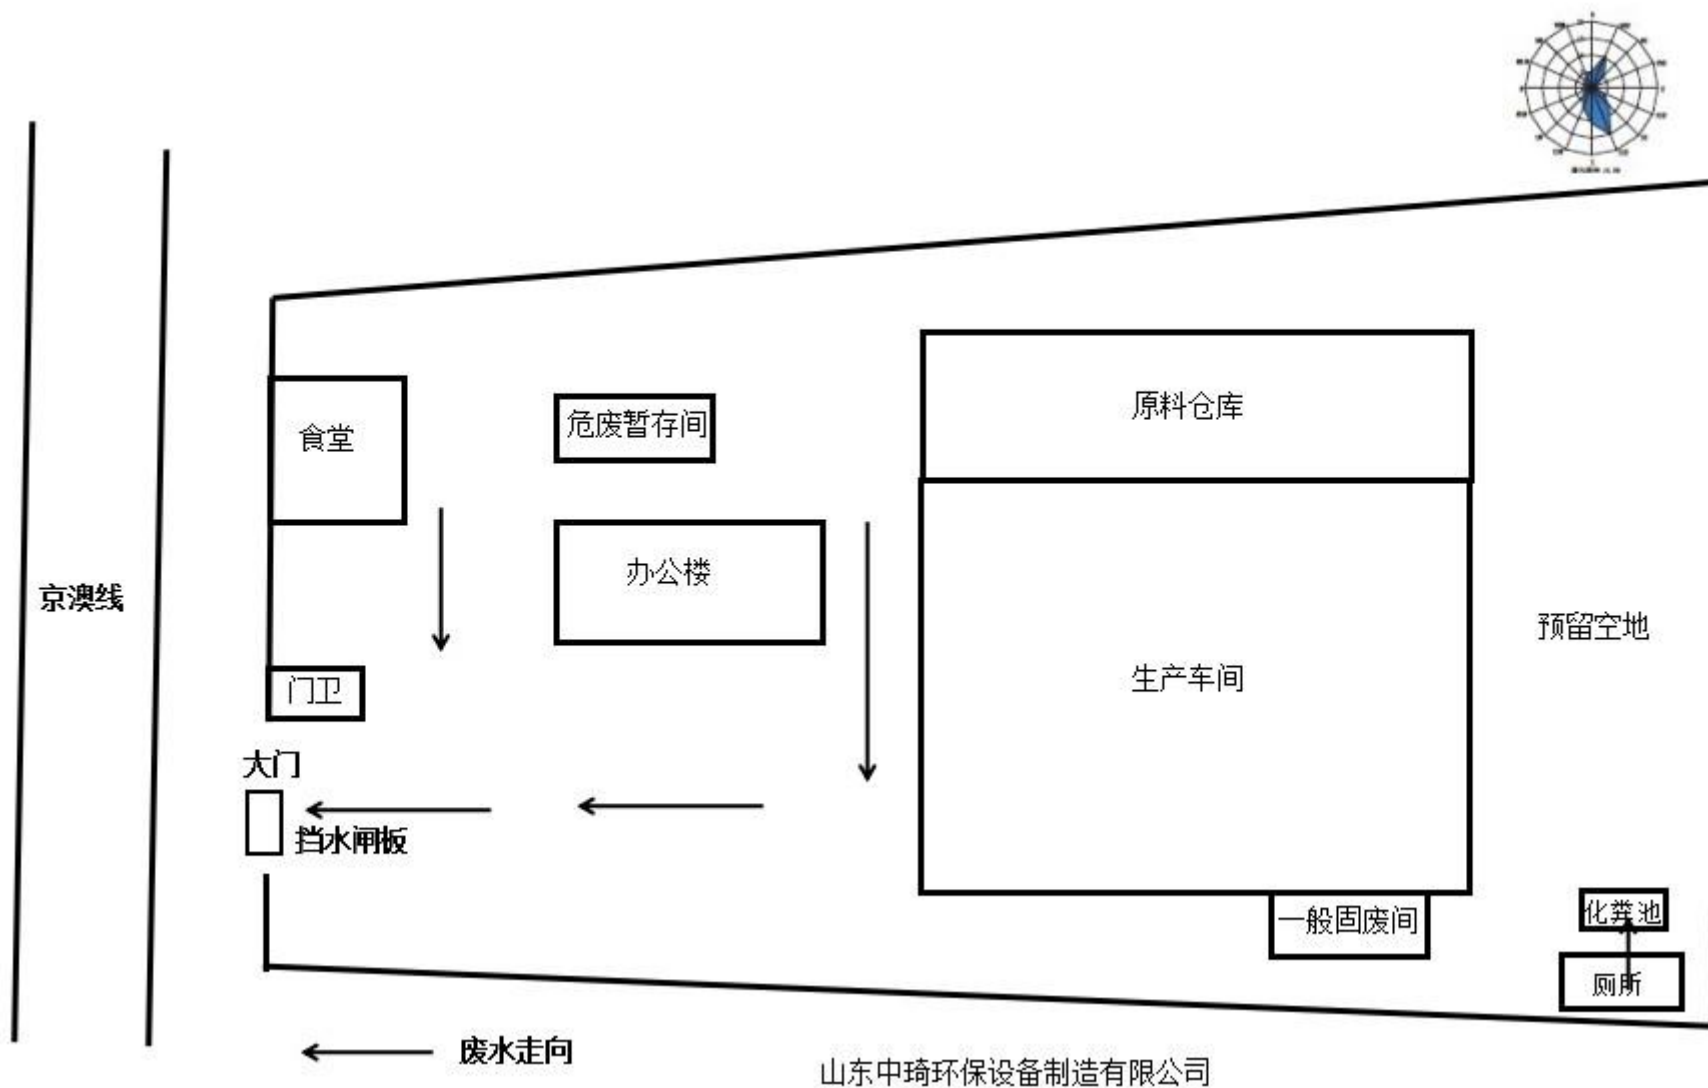 原料仓库
危废暂存间
食堂
办公楼
京澳线
预留空地
生产车间
门卫
大门
挡水闸板
化粪池
一般固废间
厕所
废水走向
山东中琦环保设备制造有限公司